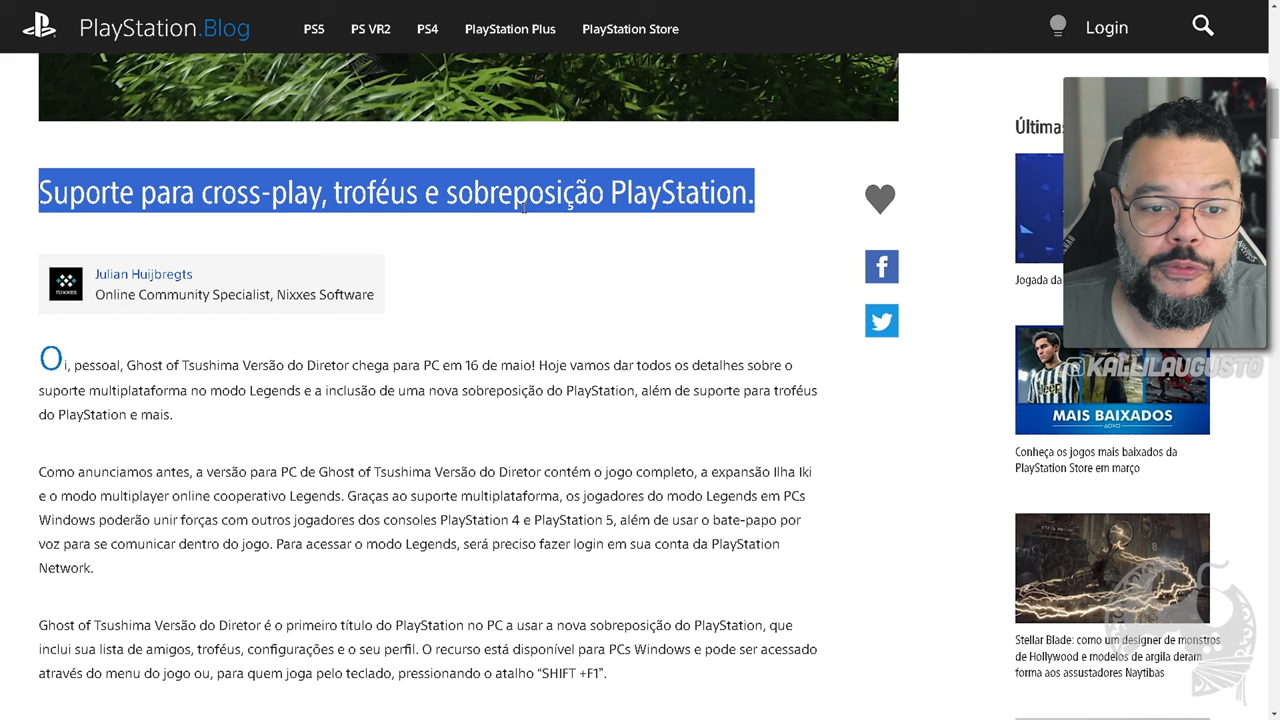 PlayStation.Blog
PS5
PS VR2
PS4
PlayStation Plus
PlayStation Store
Login
Suporte para cross-play, troféus e sobreposição PlayStation.
Julian Huijbregts
Online Community Specialist, Nixxes Software
NIXXES
Oi, pessoal, Ghost of Tsushima Versão do Diretor chega para PC em 16 de maio! Hoje vamos dar todos os detalhes sobre o
suporte multiplataforma no modo Legends e a inclusão de uma nova sobreposição do PlayStation, além de suporte para troféus
do PlayStation e mais.
Como anunciamos antes, a versão para PC de Ghost of Tsushima Versão do Diretor contém o jogo completo, a expansão Ilha Iki
e o modo multiplayer online cooperativo Legends. Graças ao suporte multiplataforma, os jogadores do modo Legends em PCs
Windows poderão unir forças com outros jogadores dos consoles PlayStation 4 e PlayStation 5, além de usar o bate-papo por
voz para se comunicar dentro do jogo. Para acessar o modo Legends, será preciso fazer login em sua conta da PlayStation
Network.
Ghost of Tsushima Versão do Diretor é o primeiro título do PlayStation no PC a usar a nova sobreposição do PlayStation, que
inclui sua lista de amigos, troféus, configurações e o seu perfil. O recurso está disponível para PCs Windows e pode ser acessado
através do menu do jogo ou, para quem joga pelo teclado, pressionando o atalho “SHIFT +F1”.
Última
Jogada da
@KALLILAUGUSTO
Jeep
MAIS BAIXADOS
Conheça os jogos mais baixados da
PlayStation Store em março
Stellar Blade: como um designer de monstros
de Hollywood e modelos de argila deram
forma aos assustadores Naytibas